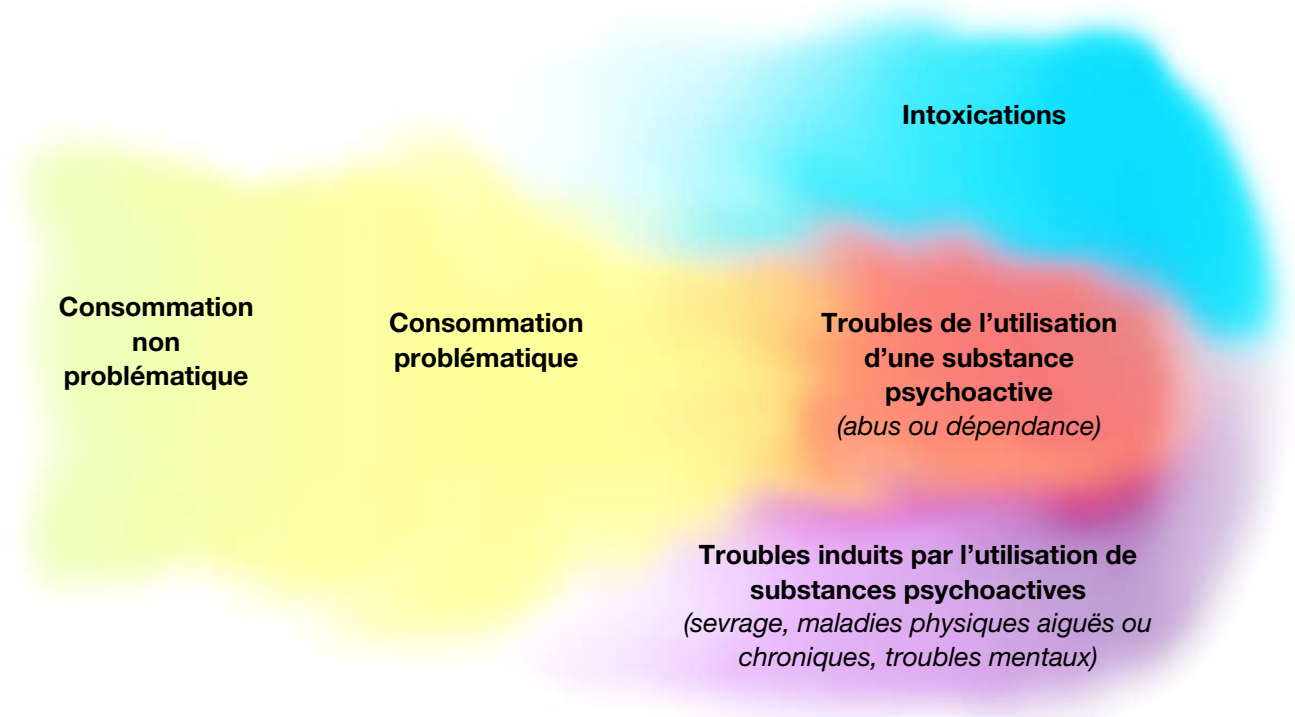 Intoxications
Consommation
non
problématique
Consommation
problématique
Troubles de l’utilisation
d’une substance
psychoactive
(abus ou dépendance)
Troubles induits par l’utilisation de
substances psychoactives
(sevrage, maladies physiques aiguës ou
chroniques, troubles mentaux)